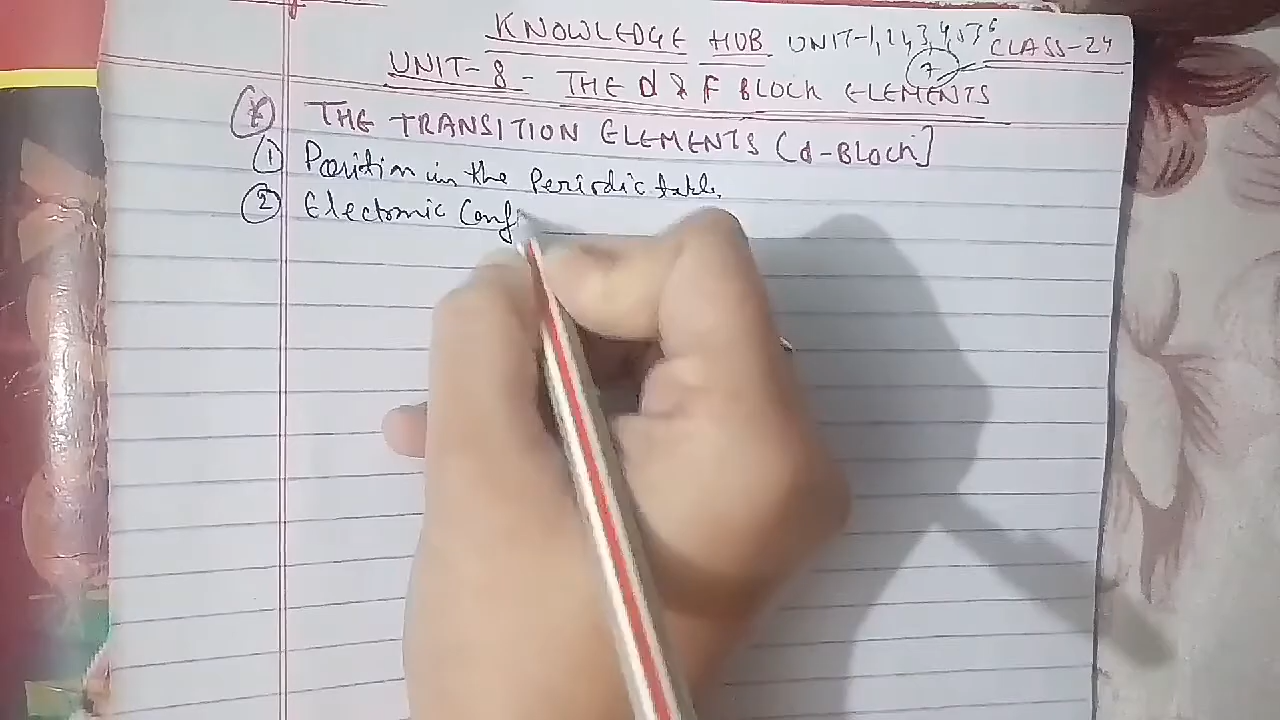 KNOWLEDGE HUB UNIT-1,2,3,4,5,6 CLASS-24
7
UNIT-8 - THE d & F BLOCK ELEMENTS
* THE TRANSITION ELEMENTS (d-BLOCK]
① Position in the Periodic table,
② Electronic Conf